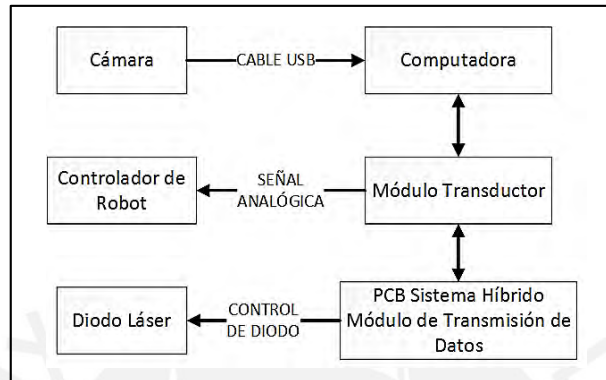 Cámara
CABLE USB
Computadora
Controlador de
Robot
SEÑAL
ANALÓGICA
Módulo Transductor
Diodo Láser
CONTROL
DE DIODO
PCB Sistema Híbrido
Módulo de Transmisión de
Datos